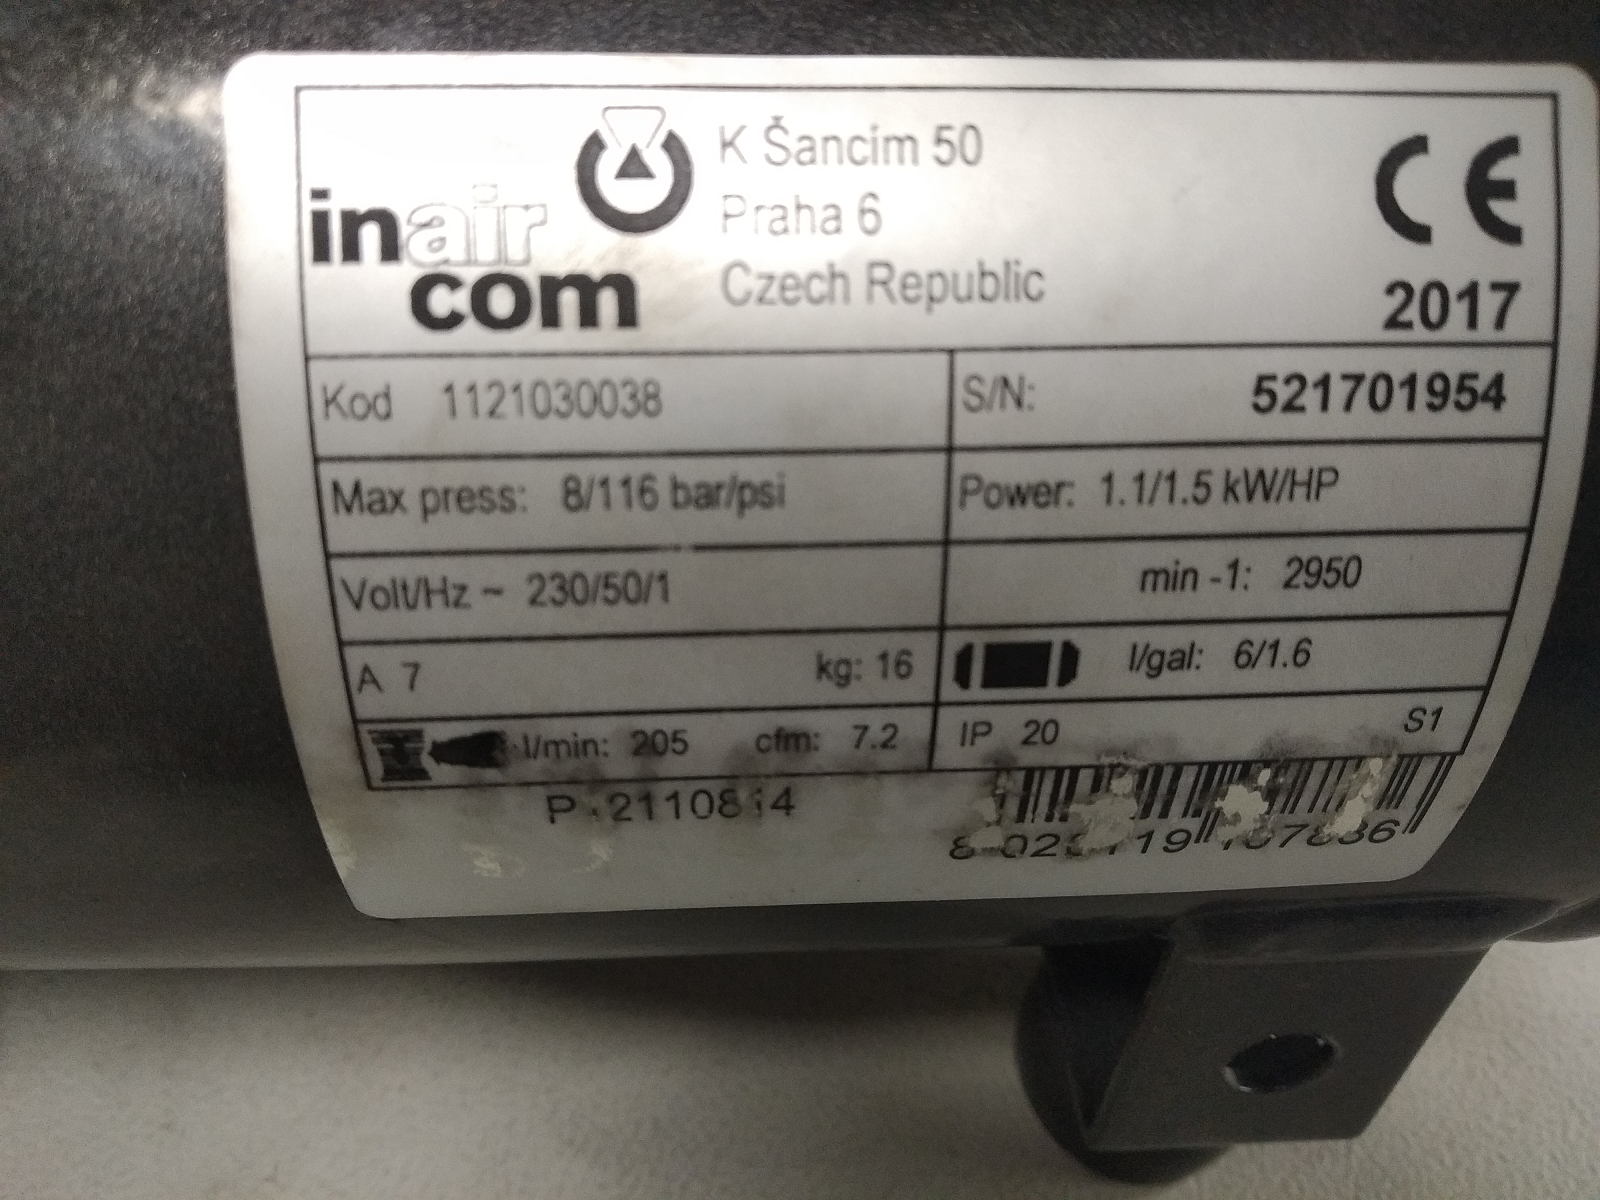 inair
com
K Šancím 50
Praha 6
Czech Republic
CE
2017
Kod 1121030038
S/N: 521701954
Max press: 8/116 bar/psi
Power: 1.1/1.5 kW/HP
Volt/Hz ~ 230/50/1
min -1: 2950
A 7 kg: 16
l/gal: 6/1.6
l/min: 205 cfm: 7.2
IP 20 S1